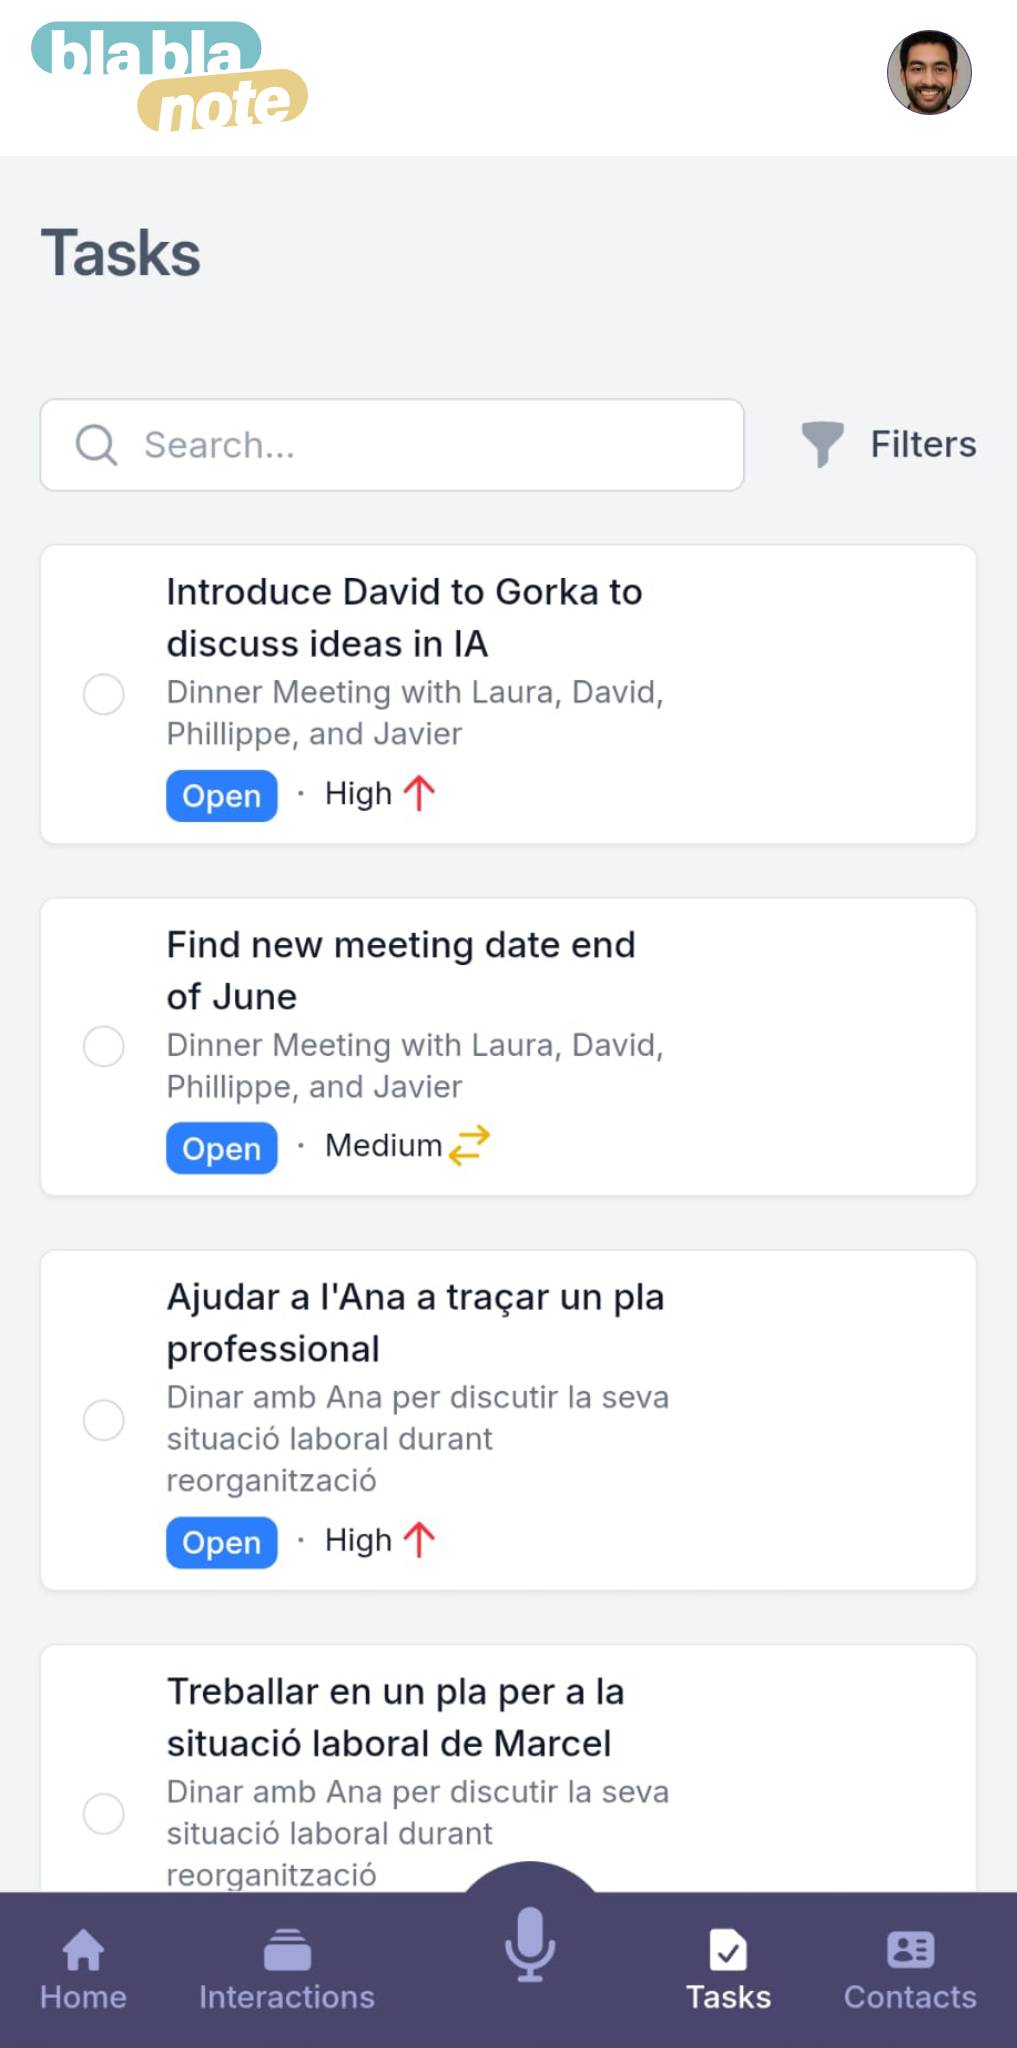 bla bla
note
Tasks
Search...
Filters
Introduce David to Gorka to
discuss ideas in IA
Dinner Meeting with Laura, David,
Phillippe, and Javier
Open · High
Find new meeting date end
of June
Dinner Meeting with Laura, David,
Phillippe, and Javier
Open · Medium
Ajudar a l'Ana a traçar un pla
professional
Dinar amb Ana per discutir la seva
situació laboral durant
reorganització
Open · High
Treballar en un pla per a la
situació laboral de Marcel
Dinar amb Ana per discutir la seva
situació laboral durant
reorganització
Home
Interactions
Tasks
Contacts